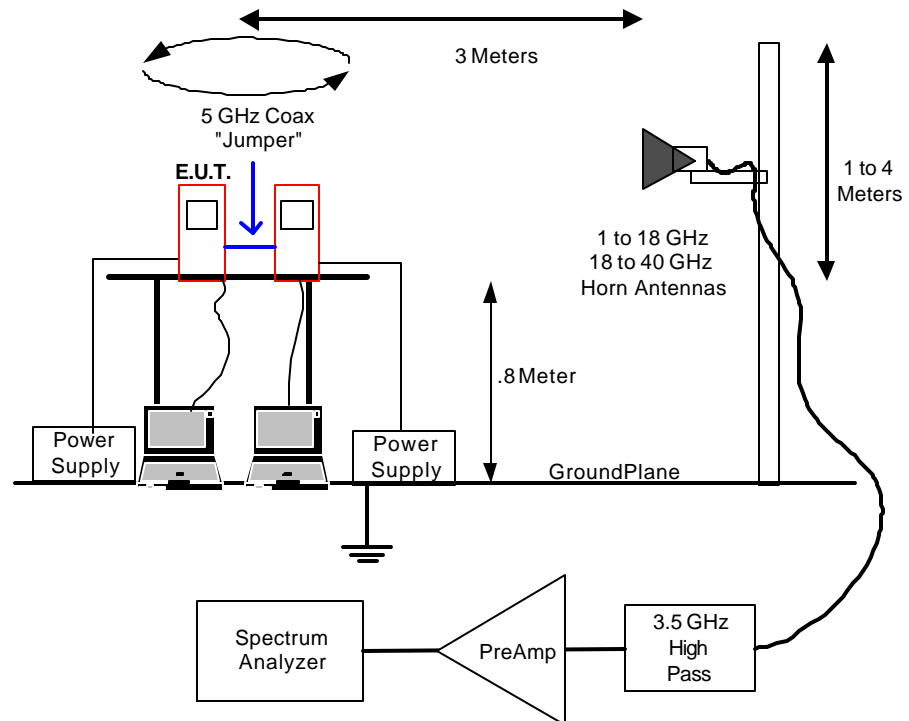 3 Meters
5 GHz Coax
"Jumper"
E.U.T.
1 to 4
Meters
1 to 18 GHz
18 to 40 GHz
Horn Antennas
.8 Meter
Power
Supply
Power
Supply
GroundPlane
Spectrum
Analyzer
PreAmp
3.5 GHz
High
Pass